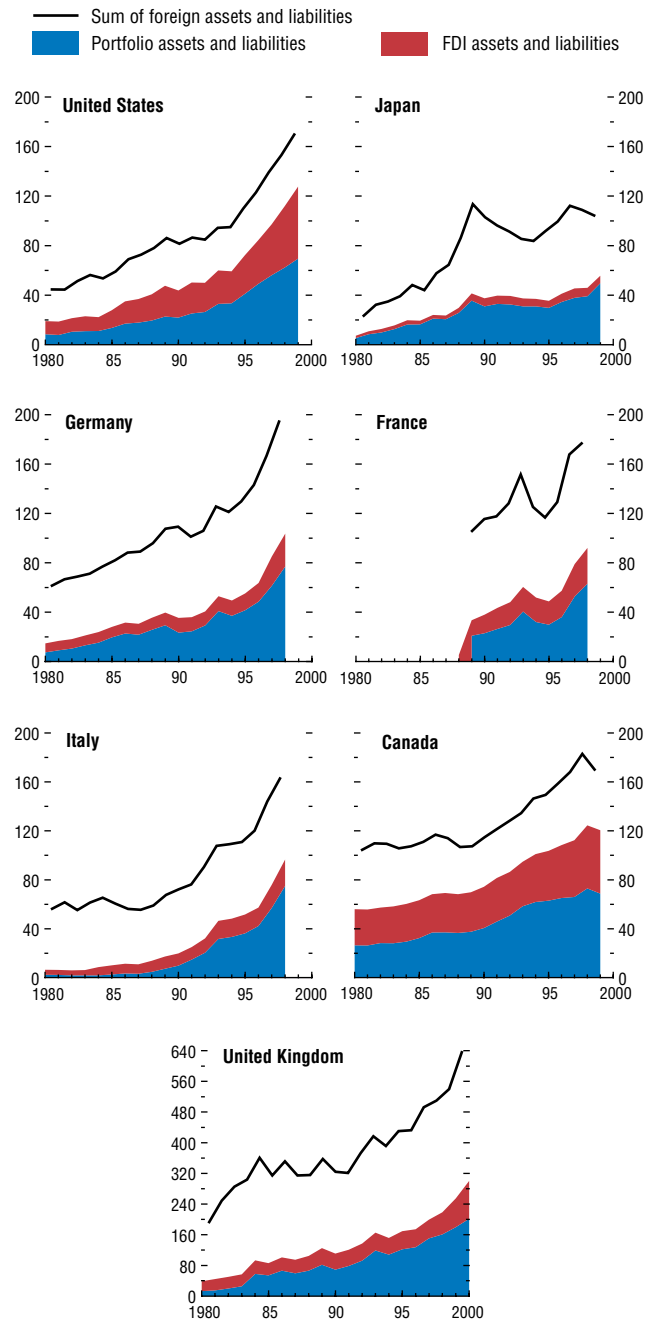 Sum of foreign assets and liabilities
Portfolio assets and liabilities FDI assets and liabilities
United States
200
160
120
80
40
0
1980 85 90 95 2000
Japan
200
160
120
80
40
0
1980 85 90 95 2000
Germany
200
160
120
80
40
0
1980 85 90 95 2000
France
200
160
120
80
40
0
1980 85 90 95 2000
Italy
200
160
120
80
40
0
1980 85 90 95 2000
Canada
200
160
120
80
40
0
1980 85 90 95 2000
United Kingdom
640
560
480
400
320
240
160
80
0
1980 85 90 95 2000